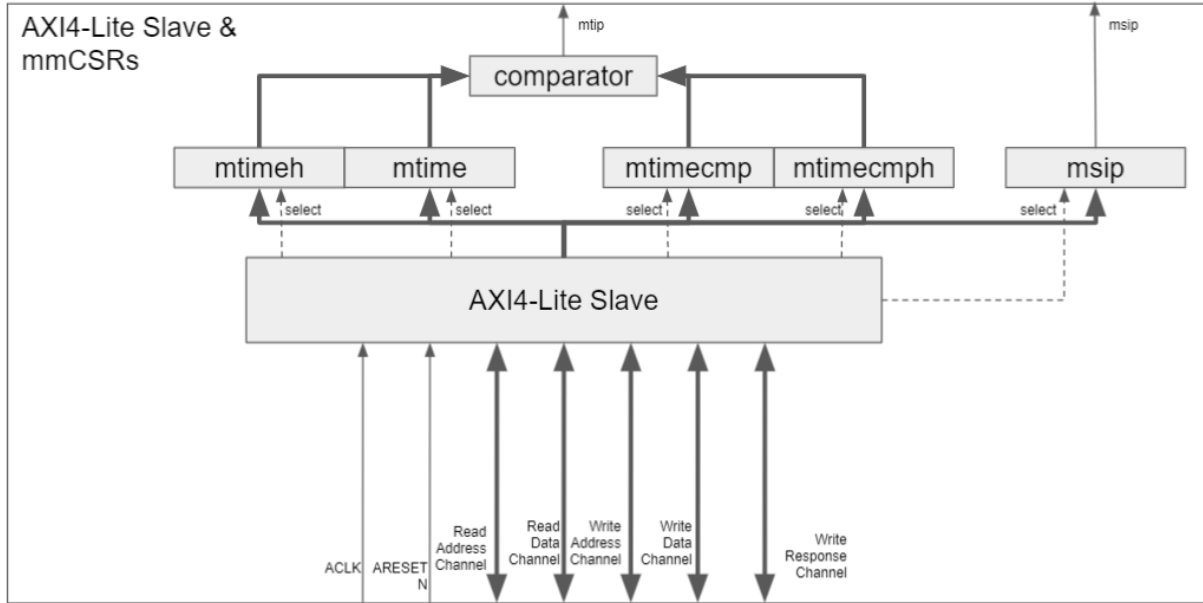 AXI4-Lite Slave &
mmCSRs
mtip
msip
comparator
mtimeh
mtime
mtimecmp
mtimecmph
msip
select
select
select
select
select
AXI4-Lite Slave
ACLK
ARESET
N
Read
Address
Channel
Read
Data
Channel
Write
Address
Channel
Write
Data
Channel
Write
Response
Channel